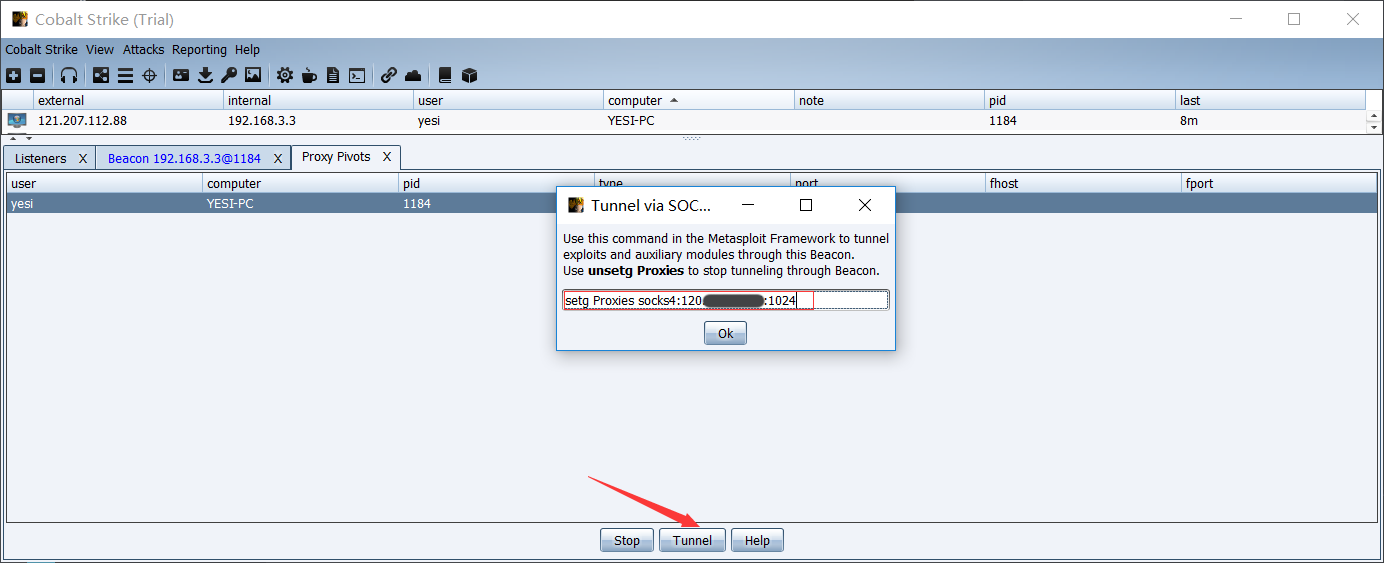 Cobalt Strike (Trial)
Cobalt Strike View Attacks Reporting Help
external internal user computer note pid last
121.207.112.88 192.168.3.3 yesi YESI-PC 1184 8m
Listeners X Beacon 192.168.3.3@1184 X Proxy Pivots X
user computer pid type port fhost fport
yesi YESI-PC 1184
Tunnel via SOC...
Use this command in the Metasploit Framework to tunnel
exploits and auxiliary modules through this Beacon.
Use unsetg Proxies to stop tunneling through Beacon.
setg Proxies socks4:120 :1024
Ok
Stop Tunnel Help